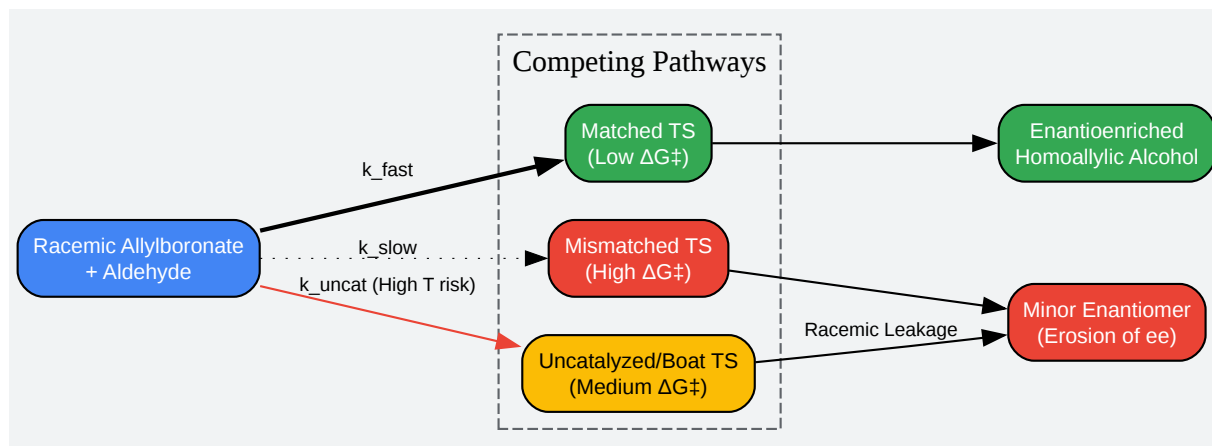 Competing Pathways
Racemic Allylboronate
+ Aldehyde
k_fast
k_slow
k_uncat (High T risk)
Matched TS
(Low ΔG‡)
Mismatched TS
(High ΔG‡)
Uncatalyzed/Boat TS
(Medium ΔG‡)
Racemic Leakage
Enantioenriched
Homoallylic Alcohol
Minor Enantiomer
(Erosion of ee)